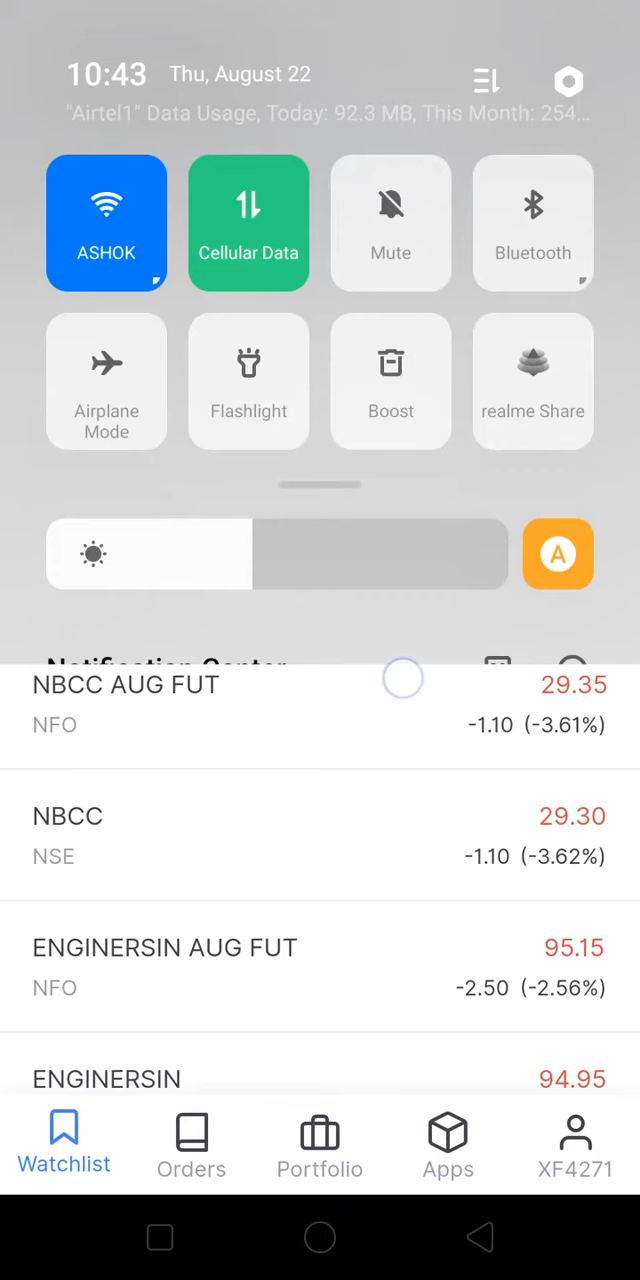 10:43 Thu, August 22
"Airtel1" Data Usage, Today: 92.3 MB, This Month: 254...
ASHOK
Cellular Data
Mute
Bluetooth
Airplane
Mode
Flashlight
Boost
realme Share
A
Notification Center
NBCC AUG FUT 29.35
NFO -1.10 (-3.61%)
NBCC 29.30
NSE -1.10 (-3.62%)
ENGINERSIN AUG FUT 95.15
NFO -2.50 (-2.56%)
ENGINERSIN 94.95
Watchlist
Orders
Portfolio
Apps
XF4271